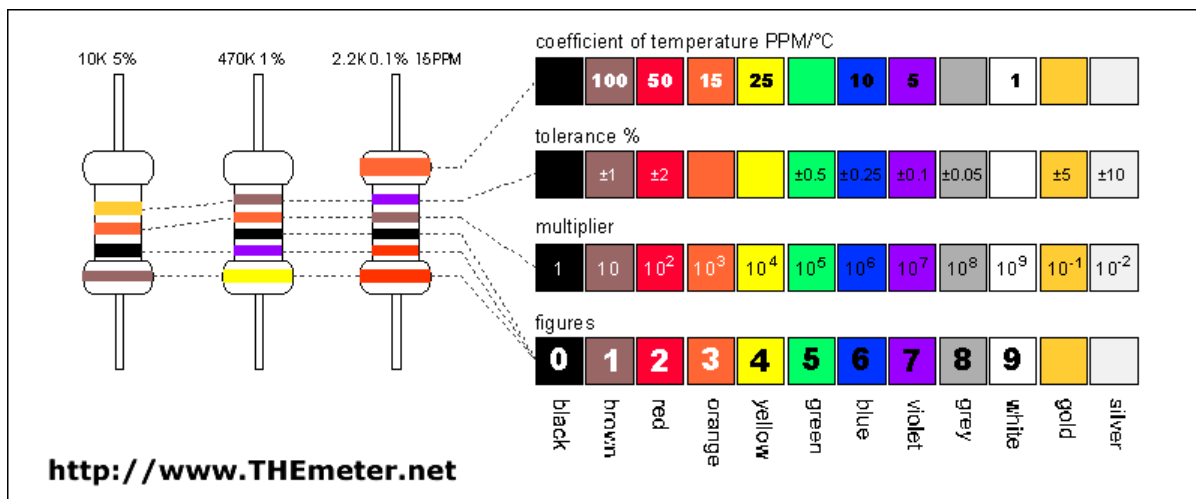 coefficient of temperature PPM/°C
10K 5% 470K 1% 2.2K 0.1% 15PPM
100 50 15 25 10 5 1
tolerance %
±1 ±2 ±0.5 ±0.25 ±0.1 ±0.05 ±5 ±10
multiplier
1 10 10² 10³ 10⁴ 10⁵ 10⁶ 10⁷ 10⁸ 10⁹ 10⁻¹ 10⁻²
figures
0 1 2 3 4 5 6 7 8 9
black brown red orange yellow green blue violet grey white gold silver
http://www.THEmeter.net